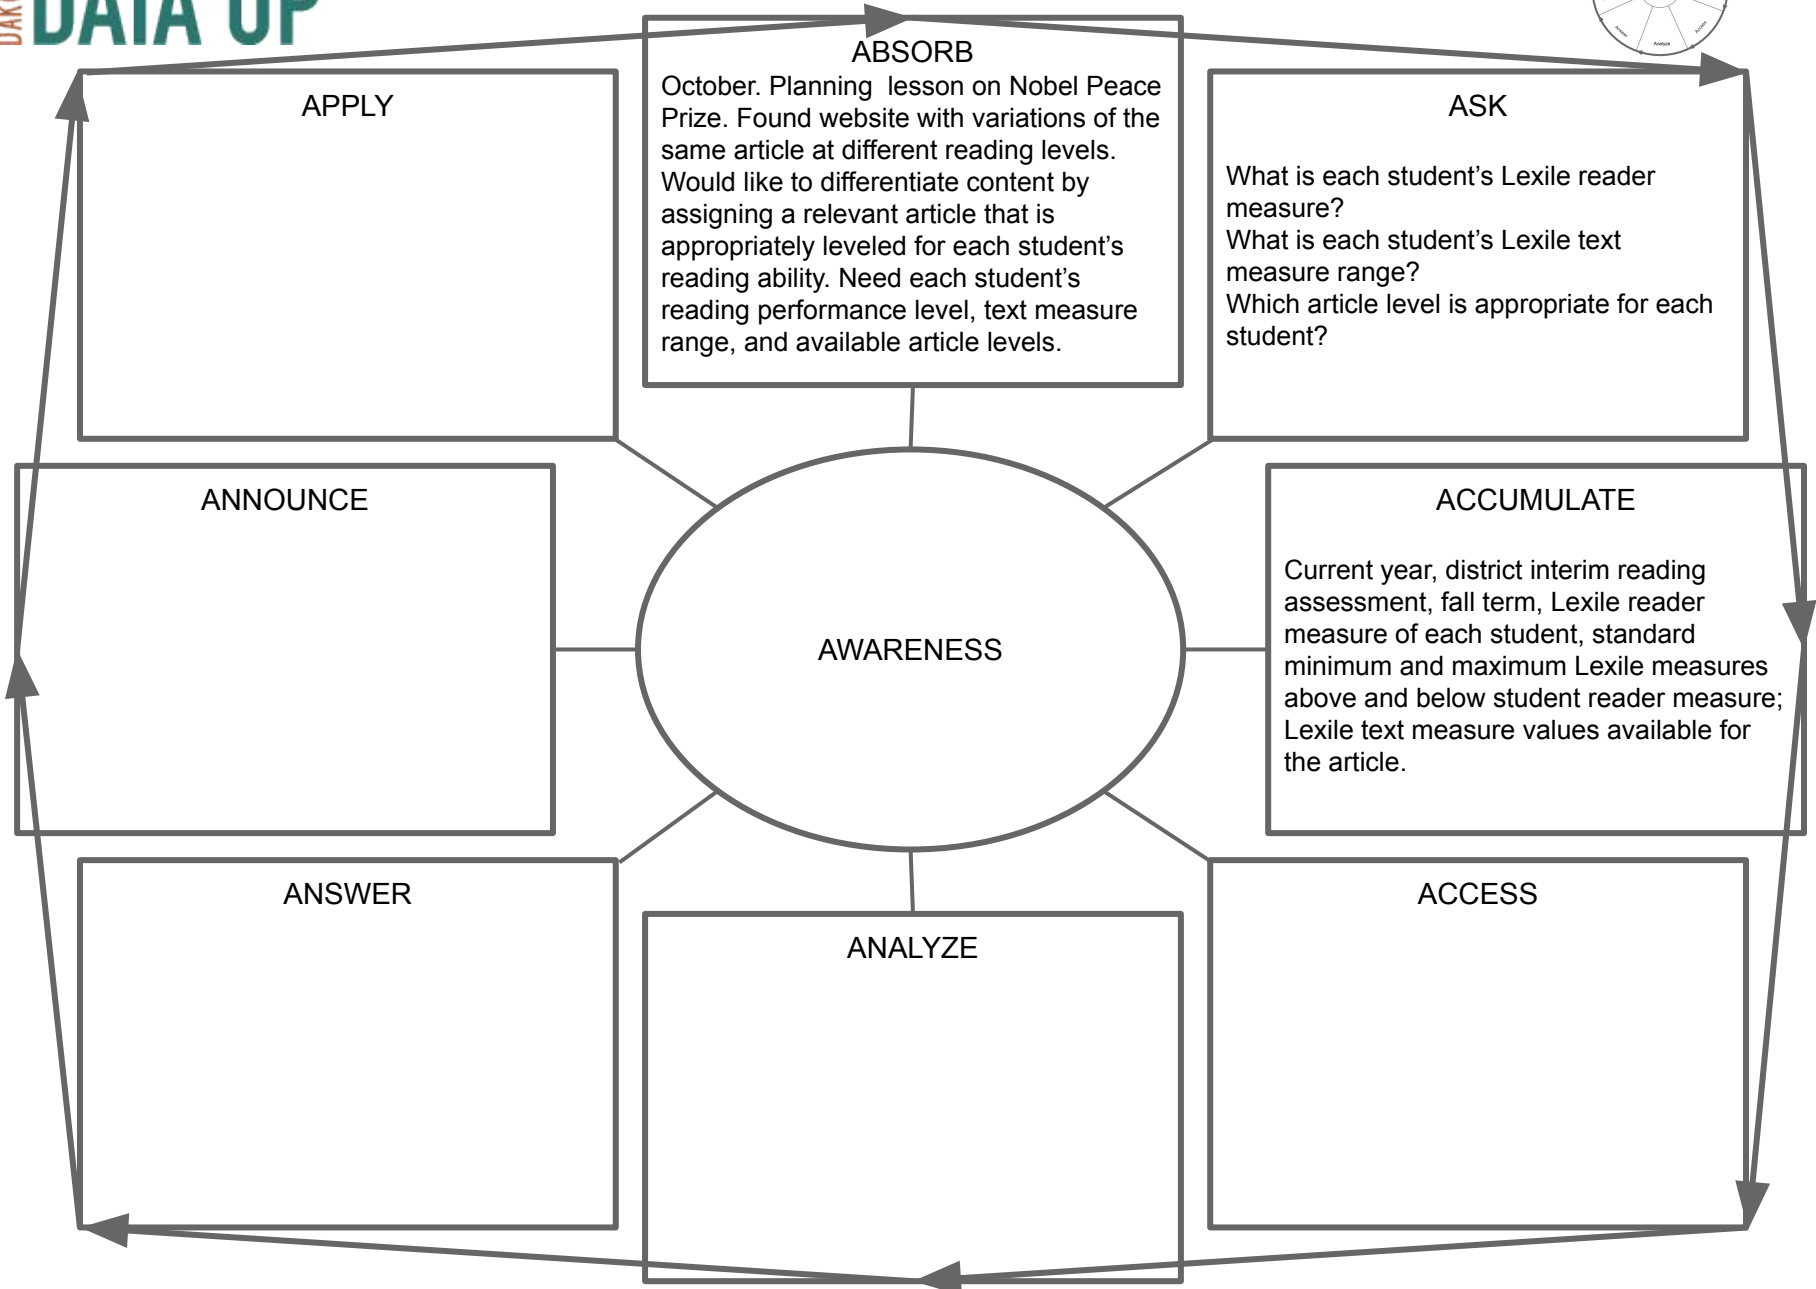 DATA UP
ABSORB
October. Planning lesson on Nobel Peace
Prize. Found website with variations of the
same article at different reading levels.
Would like to differentiate content by
assigning a relevant article that is
appropriately leveled for each student’s
reading ability. Need each student’s
reading performance level, text measure
range, and available article levels.
ASK
What is each student’s Lexile reader
measure?
What is each student’s Lexile text
measure range?
Which article level is appropriate for each
student?
ACCUMULATE
Current year, district interim reading
assessment, fall term, Lexile reader
measure of each student, standard
minimum and maximum Lexile measures
above and below student reader measure;
Lexile text measure values available for
the article.
ACCESS
ANALYZE
ANSWER
ANNOUNCE
APPLY
AWARENESS
Answer
Analyze
Access